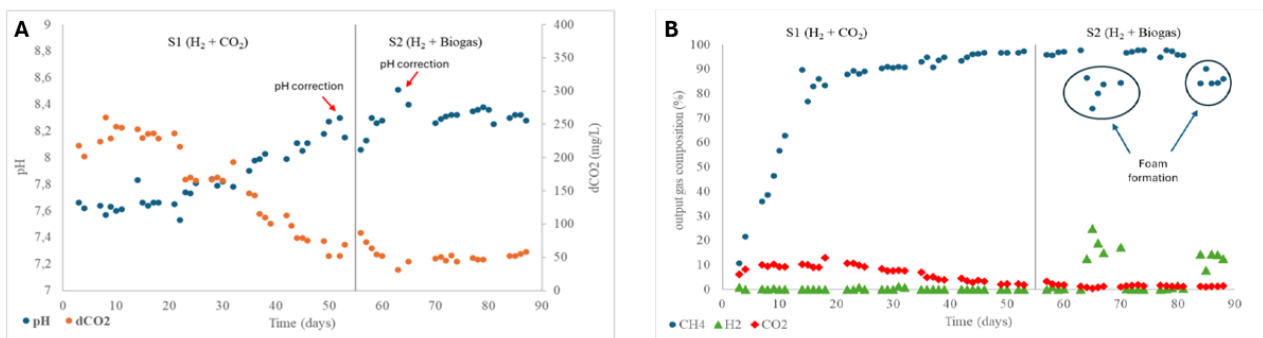 A
S1 (H₂ + CO₂)
S2 (H₂ + Biogas)
pH correction
pH correction
pH
9
8,8
8,6
8,4
8,2
8
7,8
7,6
7,4
7,2
7
dCO2 (mg/L)
400
350
300
250
200
150
100
50
0
0 10 20 30 40 50 60 70 80 90
Time (days)
pH dCO2
B
S1 (H₂ + CO₂)
S2 (H₂ + Biogas)
output gas composition (%)
100
90
80
70
60
50
40
30
20
10
0
Foam
formation
0 10 20 30 40 50 60 70 80 90
Time (days)
CH4 H2 CO2